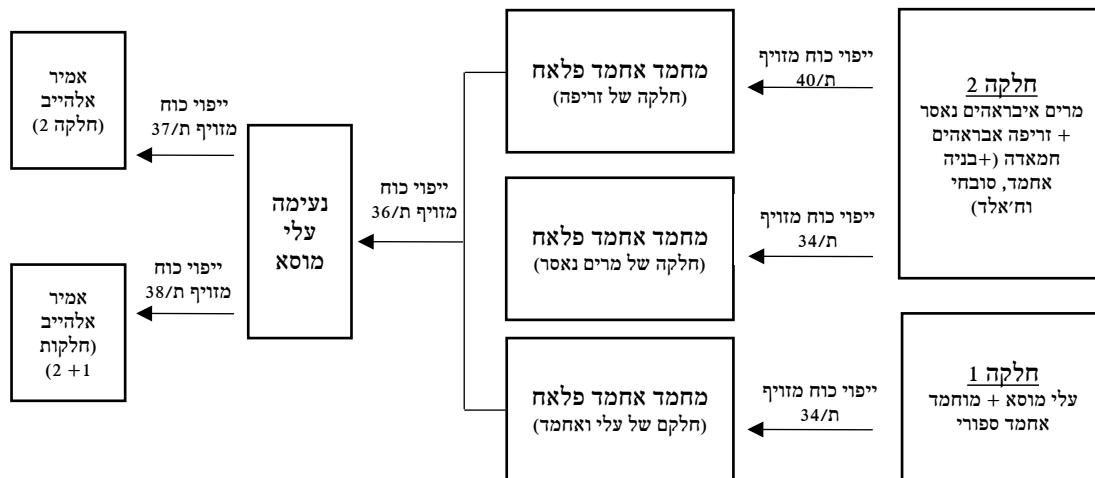 חלקה 2
מרים איבראהים נאסר
+ זריפה אבראהים
חמאדה (+בניה
אחמד, סובחי
וח'אלד)
חלקה 1
עלי מוסא + מוחמד
אחמד ספורי
ייפוי כוח מזויף
ת/40
ייפוי כוח מזויף
ת/34
ייפוי כוח מזויף
ת/34
מחמד אחמד פלאח
(חלקה של זריפה)
מחמד אחמד פלאח
(חלקה של מרים נאסר)
מחמד אחמד פלאח
(חלקם של עלי ואחמד)
ייפוי כוח
מזויף ת/36
נעימה
עלי
מוסא
ייפוי כוח
מזויף ת/37
ייפוי כוח
מזויף ת/38
אמיר
אלהייב
(חלקה 2)
אמיר
אלהייב
(חלקות
1+ 2)